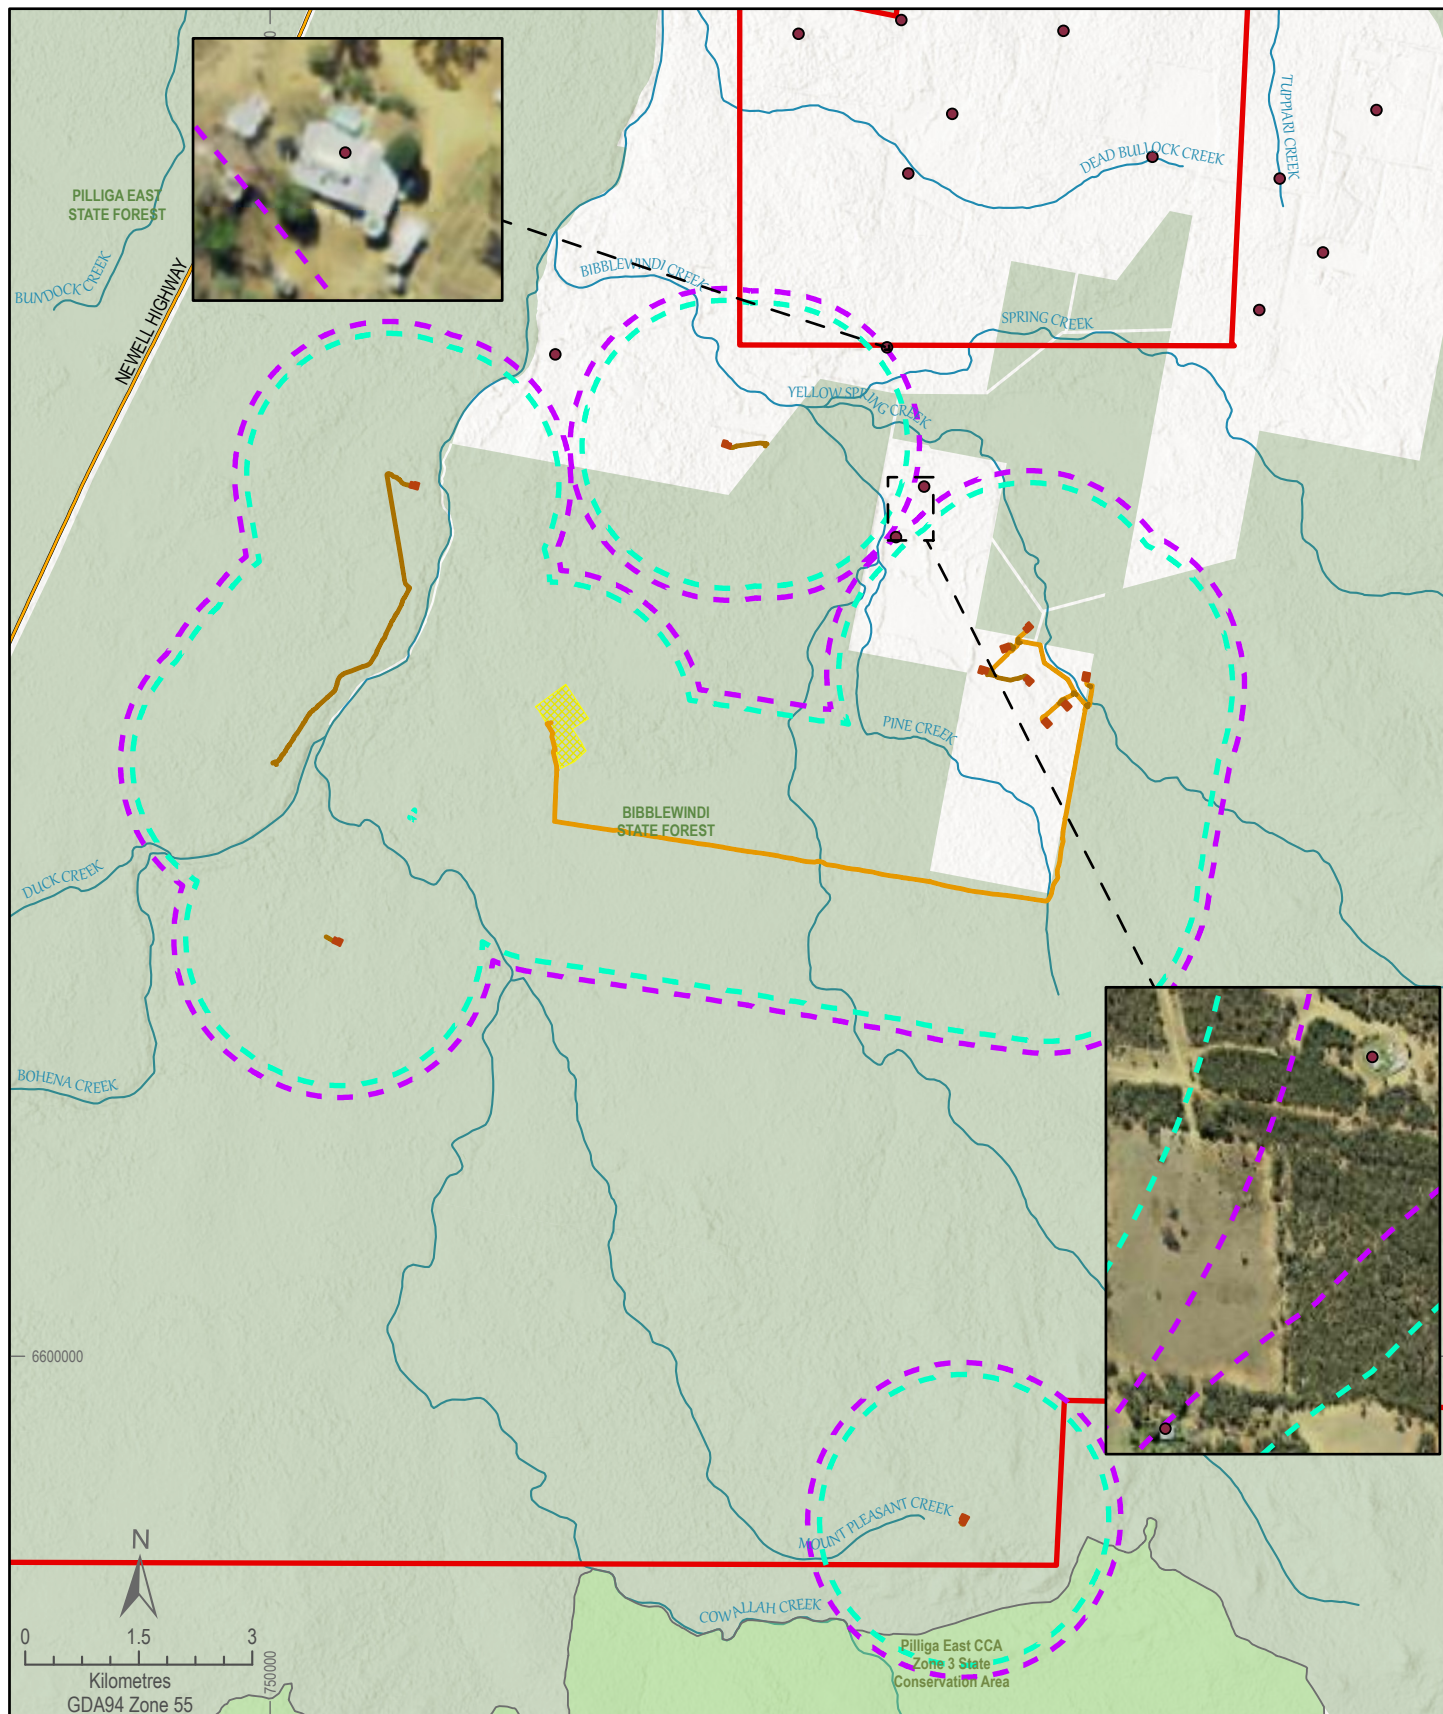 0
TUPPIARI CREEK
DEAD BULLOCK CREEK
PILLIGA EAST
STATE FOREST
BUNDOCK CREEK
NEWELL HIGHWAY
BIBBLEWINDI CREEK
SPRING CREEK
YELLOW SPRING CREEK
PINE CREEK
BIBBLEWINDI
STATE FOREST
DUCK CREEK
BOHENA CREEK
6600000
MOUNT PLEASANT CREEK
N
COWALLAH CREEK
0 1.5 3
Kilometres
GDA94 Zone 55
750000
Pilliga East CCA
Zone 3 State
Conservation Area